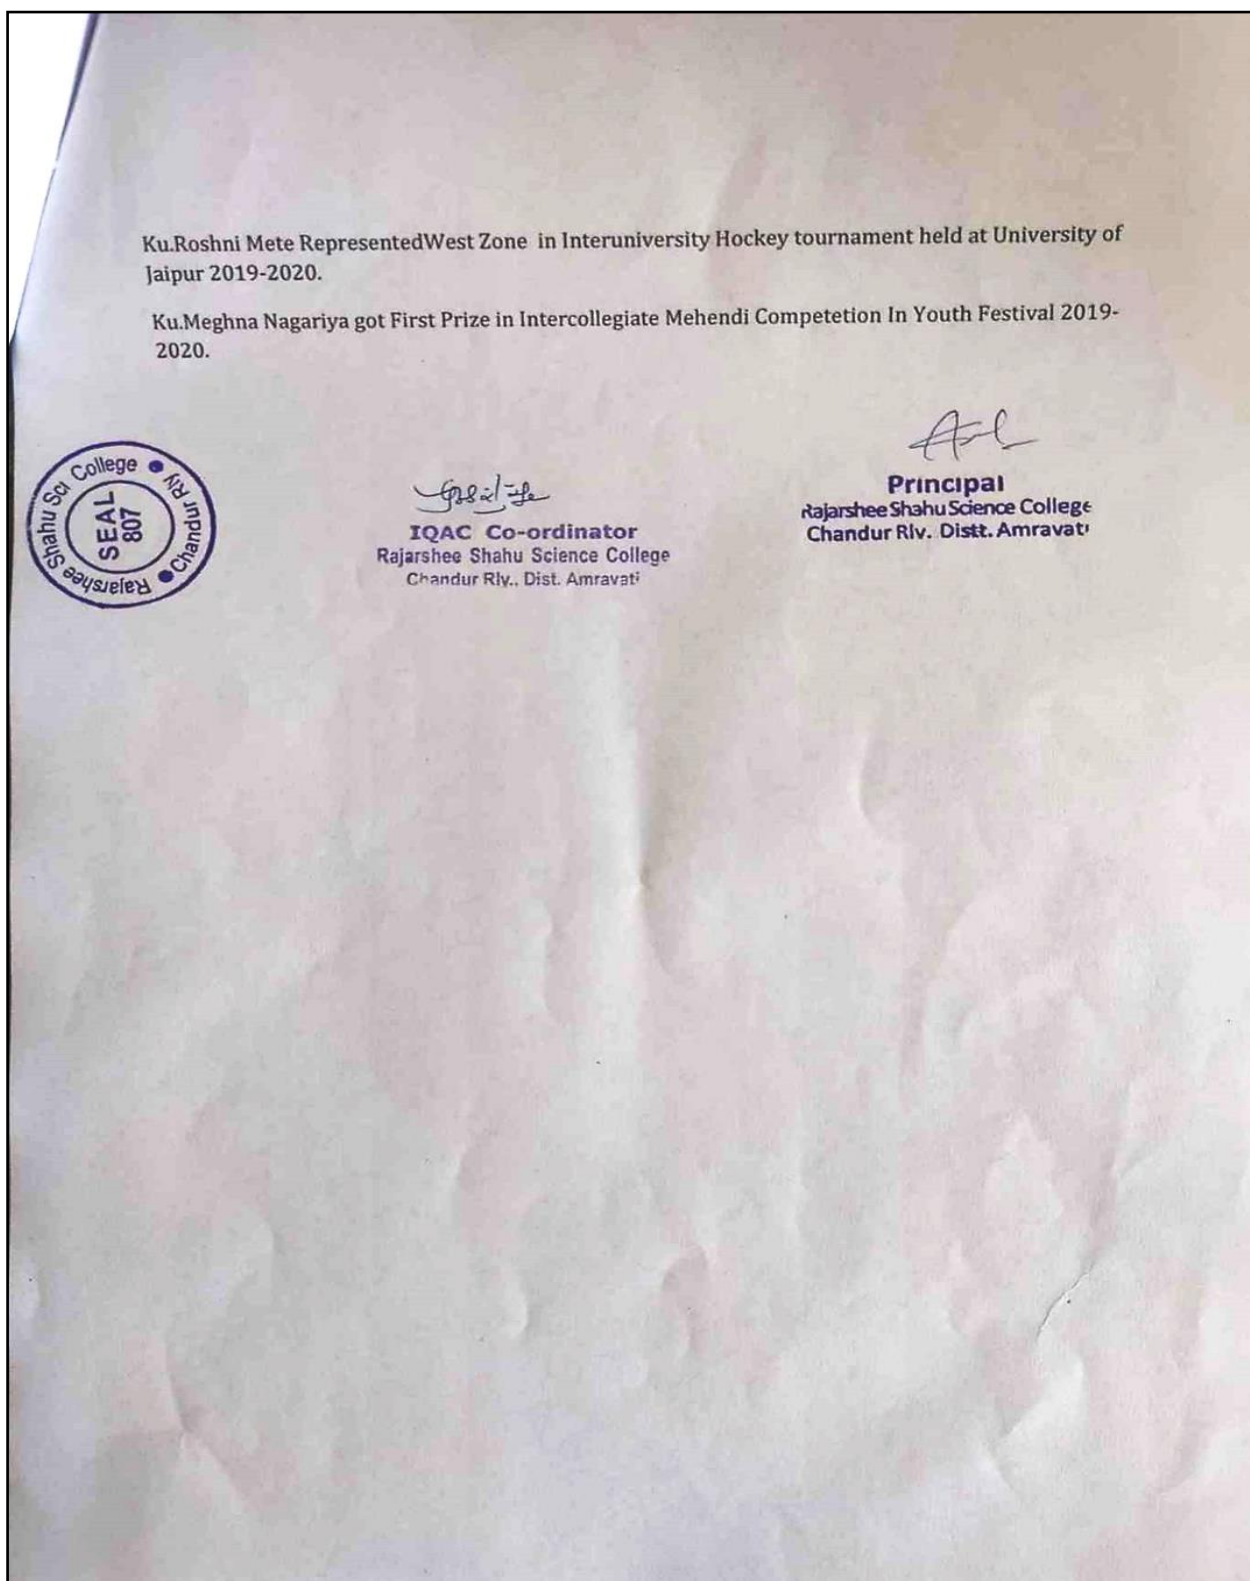 Ku.Roshni Mete RepresentedWest Zone in Interuniversity Hockey tournament held at University of
Jaipur 2019-2020.
Ku.Meghna Nagariya got First Prize in Intercollegiate Mehendi Competetion In Youth Festival 2019-
2020.
Rajarshee Shahu Sci College ● Chandur Rly ●
SEAL
807
IQAC Co-ordinator
Rajarshee Shahu Science College
Chandur Rly., Dist. Amravati
Principal
Rajarshee Shahu Science College
Chandur Rly. Distt. Amravati